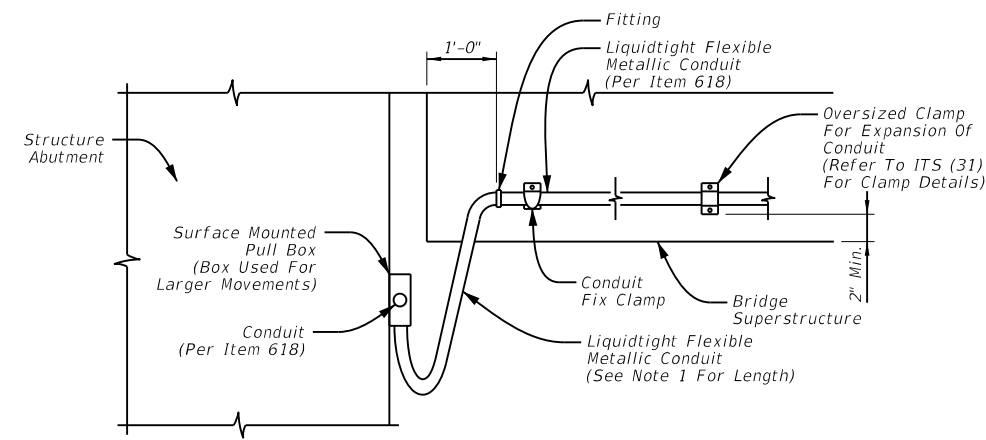 Fitting
1'-0"
Liquidtight Flexible
Metallic Conduit
(Per Item 618)
Oversized Clamp
For Expansion Of
Conduit
(Refer To ITS (31)
For Clamp Details)
Structure
Abutment
Surface Mounted
Pull Box
(Box Used For
Larger Movements)
Conduit
(Per Item 618)
Conduit
Fix Clamp
2" Min.
Bridge
Superstructure
Liquidtight Flexible
Metallic Conduit
(See Note 1 For Length)